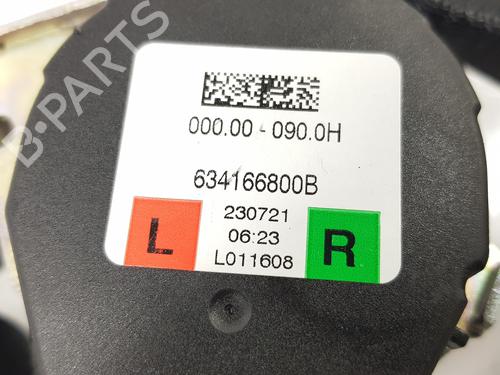 B-PARTS
000.00 - 090.0H
634166800B
230721
L R
06:23
L011608